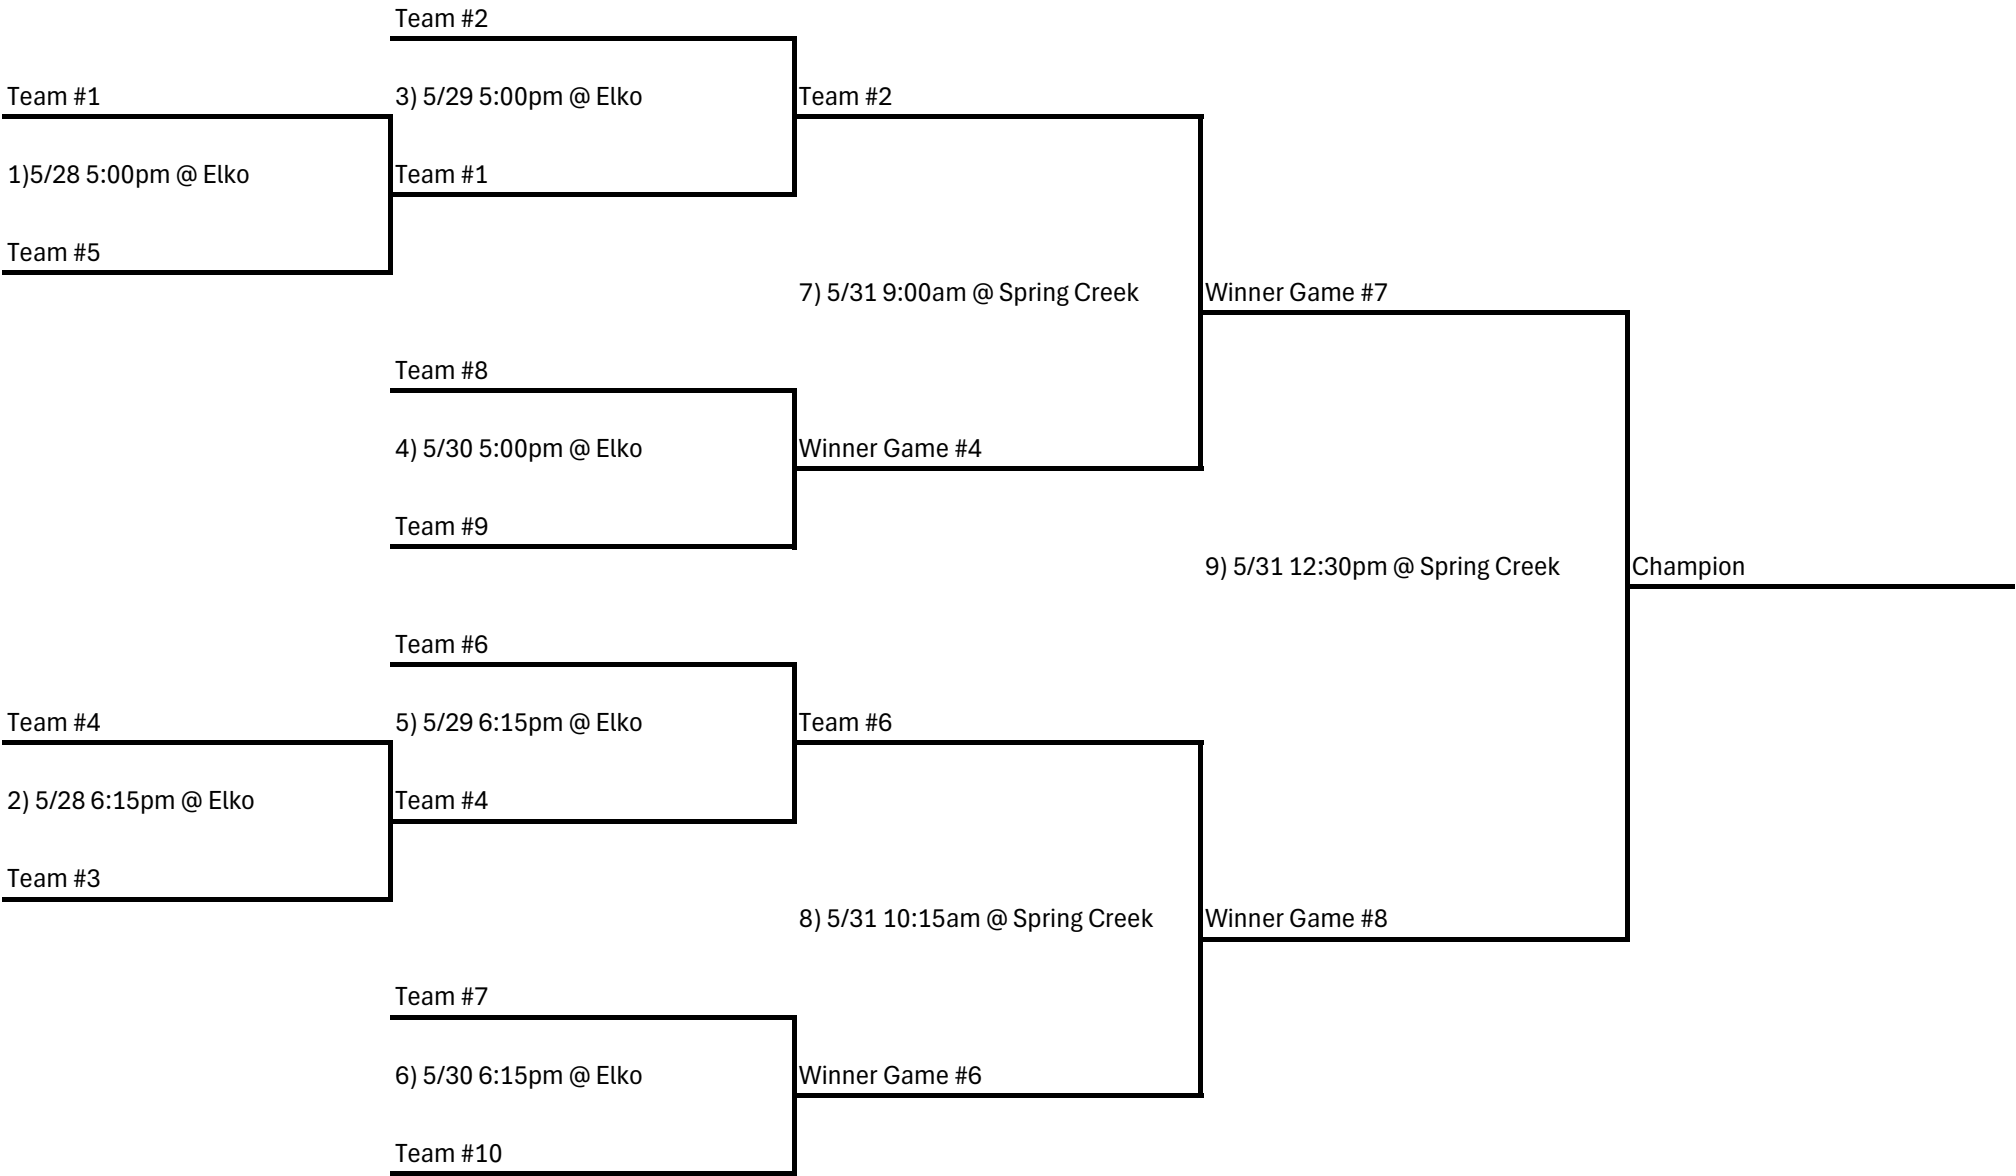 Team #2
Team #1
3) 5/29 5:00pm @ Elko
Team #2
1)5/28 5:00pm @ Elko
Team #1
Team #5
7) 5/31 9:00am @ Spring Creek
Winner Game #7
Team #8
4) 5/30 5:00pm @ Elko
Winner Game #4
Team #9
9) 5/31 12:30pm @ Spring Creek
Champion
Team #6
Team #4
5) 5/29 6:15pm @ Elko
Team #6
2) 5/28 6:15pm @ Elko
Team #4
Team #3
8) 5/31 10:15am @ Spring Creek
Winner Game #8
Team #7
6) 5/30 6:15pm @ Elko
Winner Game #6
Team #10